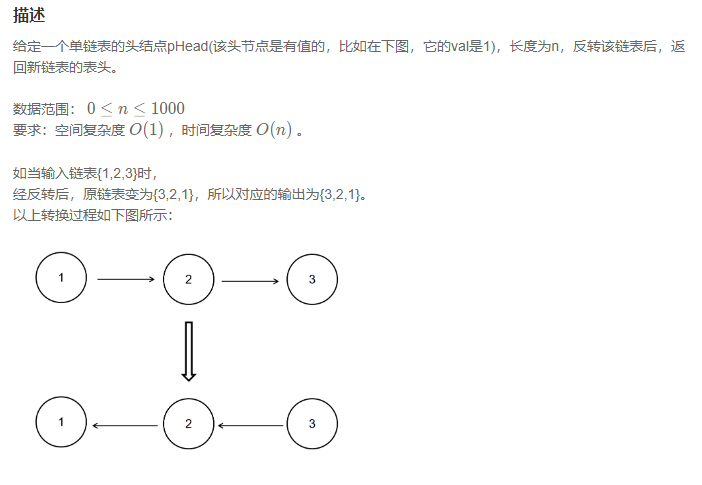 描述
给定一个单链表的头结点pHead(该头节点是有值的，比如在下图，它的val是1)，长度为n，反转该链表后，返
回新链表的表头。
数据范围： 0 ≤ n ≤ 1000
要求：空间复杂度 O(1) ，时间复杂度 O(n) 。
如当输入链表{1,2,3}时，
经反转后，原链表变为{3,2,1}，所以对应的输出为{3,2,1}。
以上转换过程如下图所示：
1 2 3
1 2 3